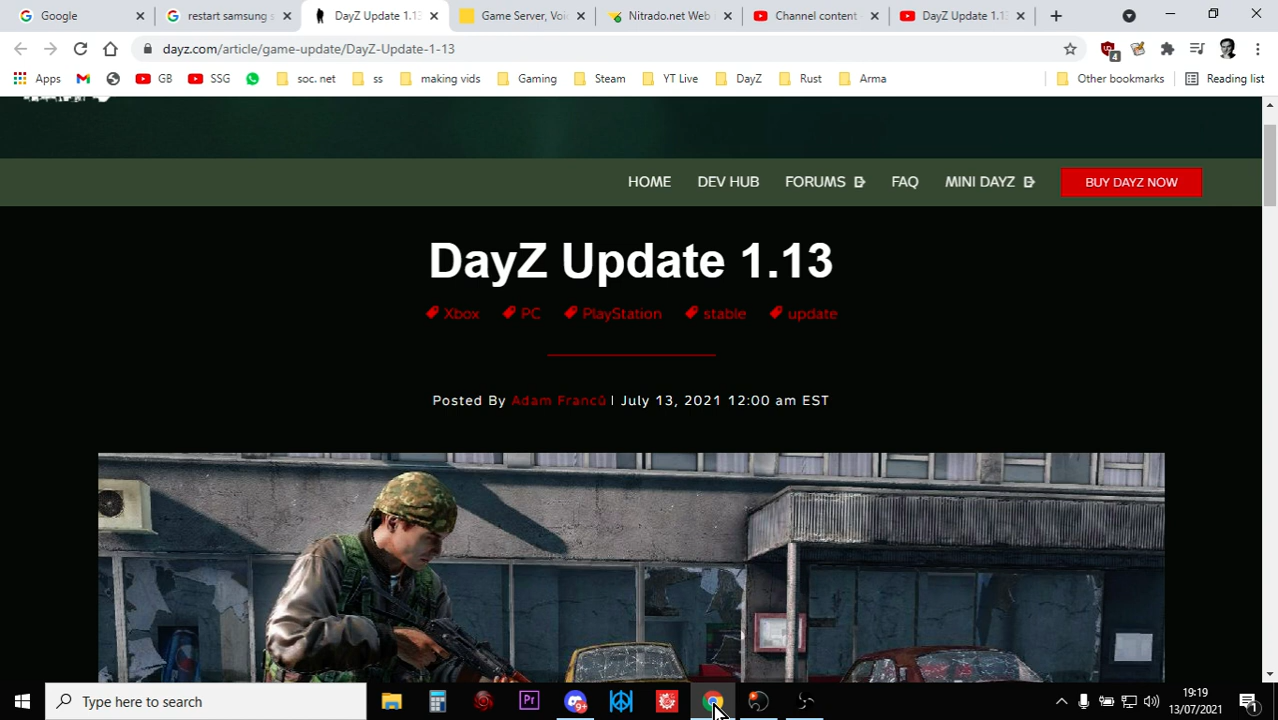 Google
restart samsung s
DayZ Update 1.13
Game Server, Voi
Nitrado.net Web
Channel content
DayZ Update 1.13
dayz.com/article/game-update/DayZ-Update-1-13
4
Apps
GB
SSG
soc. net
ss
making vids
Gaming
Steam
YT Live
DayZ
Rust
Arma
Other bookmarks
Reading list
HOME
DEV HUB
FORUMS
FAQ
MINI DAYZ
BUY DAYZ NOW
DayZ Update 1.13
Xbox
PC
PlayStation
stable
update
Posted By Adam Franců | July 13, 2021 12:00 am EST
Type here to search
Pr
9+
19:19
13/07/2021
1